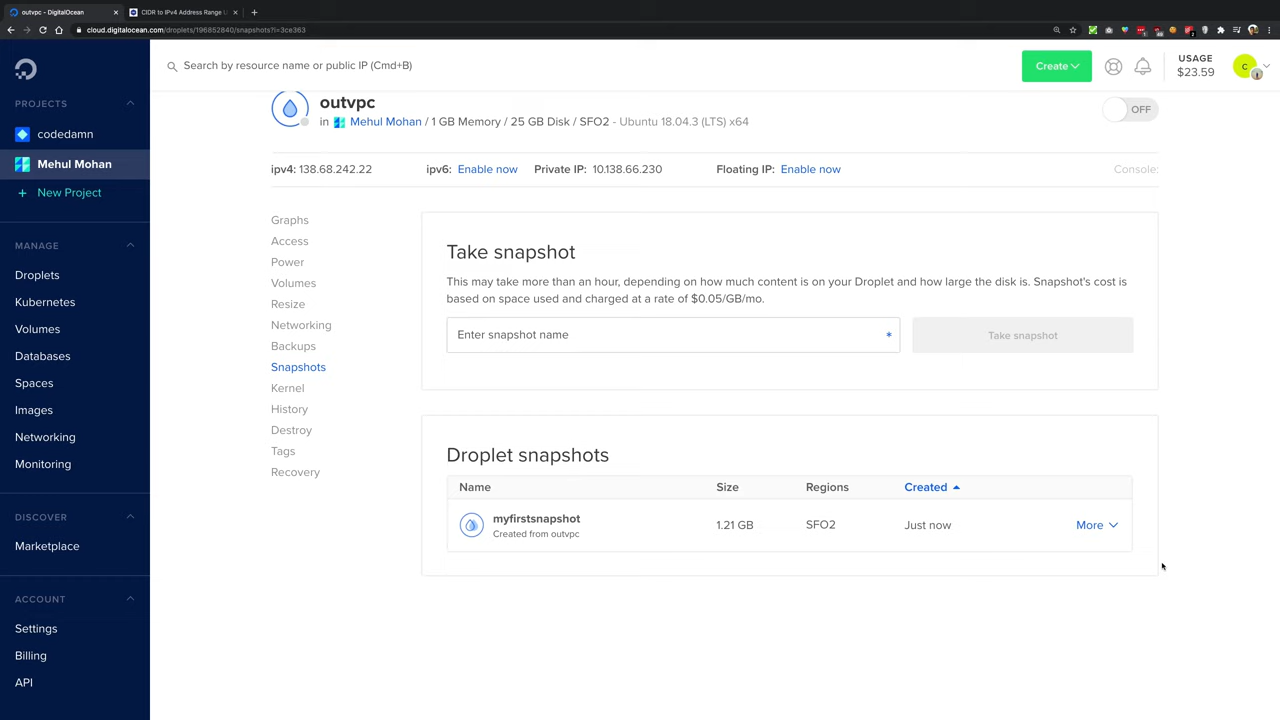 outvpc - DigitalOcean
CIDR to IPv4 Address Range U
cloud.digitalocean.com/droplets/196852840/snapshots?i=3ce363
PROJECTS
codedamn
Mehul Mohan
+ New Project
MANAGE
Droplets
Kubernetes
Volumes
Databases
Spaces
Images
Networking
Monitoring
DISCOVER
Marketplace
ACCOUNT
Settings
Billing
API
Search by resource name or public IP (Cmd+B)
Create
USAGE
$23.59
C
outvpc
in Mehul Mohan / 1 GB Memory / 25 GB Disk / SFO2 - Ubuntu 18.04.3 (LTS) x64
OFF
ipv4: 138.68.242.22 ipv6: Enable now Private IP: 10.138.66.230 Floating IP: Enable now Console:
Graphs
Access
Power
Volumes
Resize
Networking
Backups
Snapshots
Kernel
History
Destroy
Tags
Recovery
Take snapshot
This may take more than an hour, depending on how much content is on your Droplet and how large the disk is. Snapshot's cost is
based on space used and charged at a rate of $0.05/GB/mo.
Enter snapshot name *
Take snapshot
Droplet snapshots
Name Size Regions Created
myfirstsnapshot 1.21 GB SFO2 Just now More
Created from outvpc